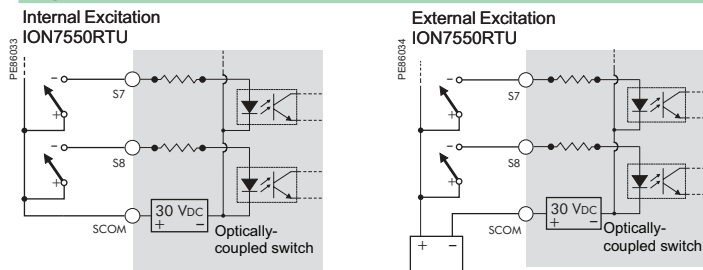 Internal Excitation
ION7550RTU
PE86033
- S7
+
- S8
+
SCOM
30 VDC
+ -
Optically-
coupled switch
External Excitation
ION7550RTU
PE86034
- S7
+
- S8
+
SCOM
30 VDC
+ -
Optically-
coupled switch
+ -